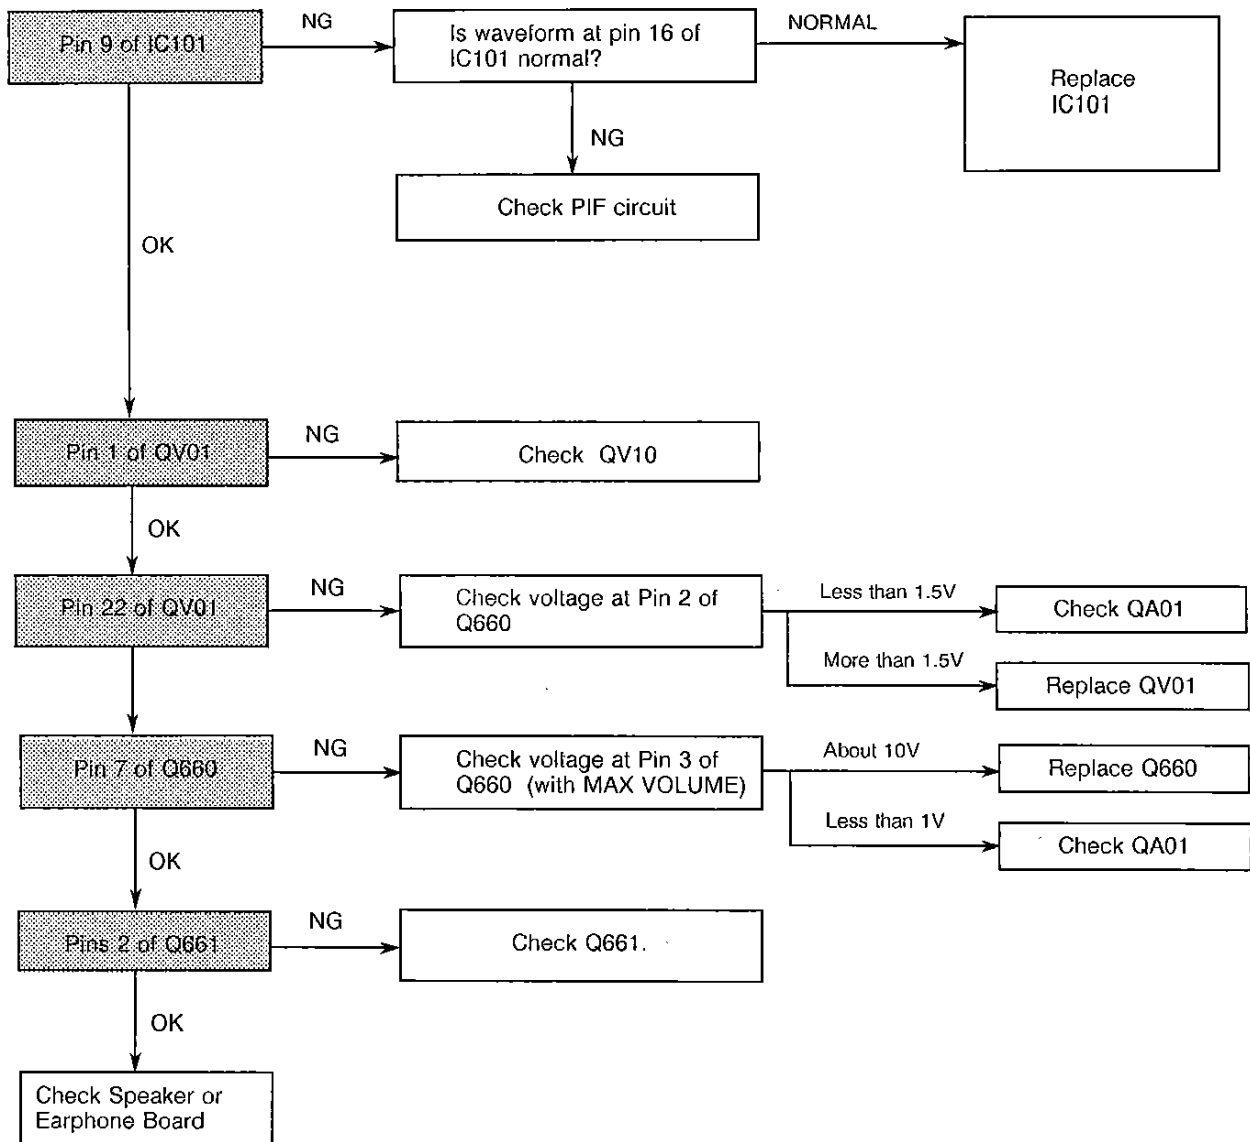 Pin 9 of IC101
NG
Is waveform at pin 16 of
IC101 normal?
NORMAL
Replace
IC101
NG
Check PIF circuit
OK
Pin 1 of QV01
NG
Check QV10
OK
Pin 22 of QV01
NG
Check voltage at Pin 2 of
Q660
Less than 1.5V
Check QA01
More than 1.5V
Replace QV01
Pin 7 of Q660
NG
Check voltage at Pin 3 of
Q660 (with MAX VOLUME)
About 10V
Replace Q660
Less than 1V
Check QA01
OK
Pins 2 of Q661
NG
Check Q661.
OK
Check Speaker or
Earphone Board